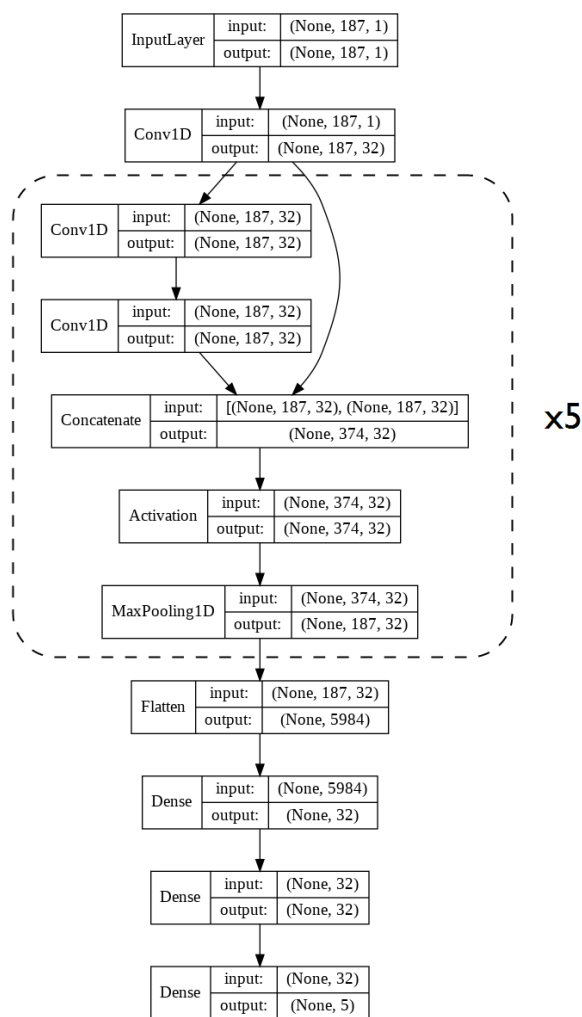 InputLayer
input: (None, 187, 1)
output: (None, 187, 1)
Conv1D
input: (None, 187, 1)
output: (None, 187, 32)
Conv1D
input: (None, 187, 32)
output: (None, 187, 32)
Conv1D
input: (None, 187, 32)
output: (None, 187, 32)
Concatenate
input: [(None, 187, 32), (None, 187, 32)]
output: (None, 374, 32)
x5
Activation
input: (None, 374, 32)
output: (None, 374, 32)
MaxPooling1D
input: (None, 374, 32)
output: (None, 187, 32)
Flatten
input: (None, 187, 32)
output: (None, 5984)
Dense
input: (None, 5984)
output: (None, 32)
Dense
input: (None, 32)
output: (None, 32)
Dense
input: (None, 32)
output: (None, 5)